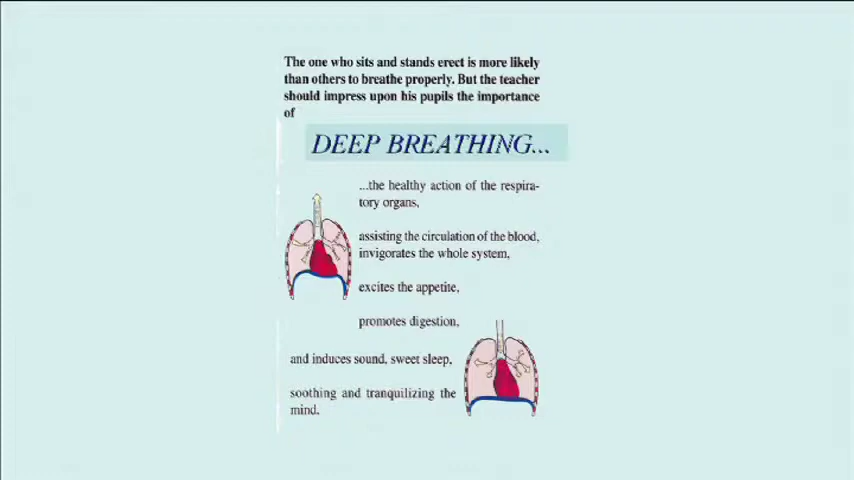 The one who sits and stands erect is more likely
than others to breathe properly. But the teacher
should impress upon his pupils the importance
of
DEEP BREATHING...
...the healthy action of the respira-
tory organs,
assisting the circulation of the blood,
invigorates the whole system,
excites the appetite,
promotes digestion,
and induces sound, sweet sleep,
soothing and tranquilizing the
mind.